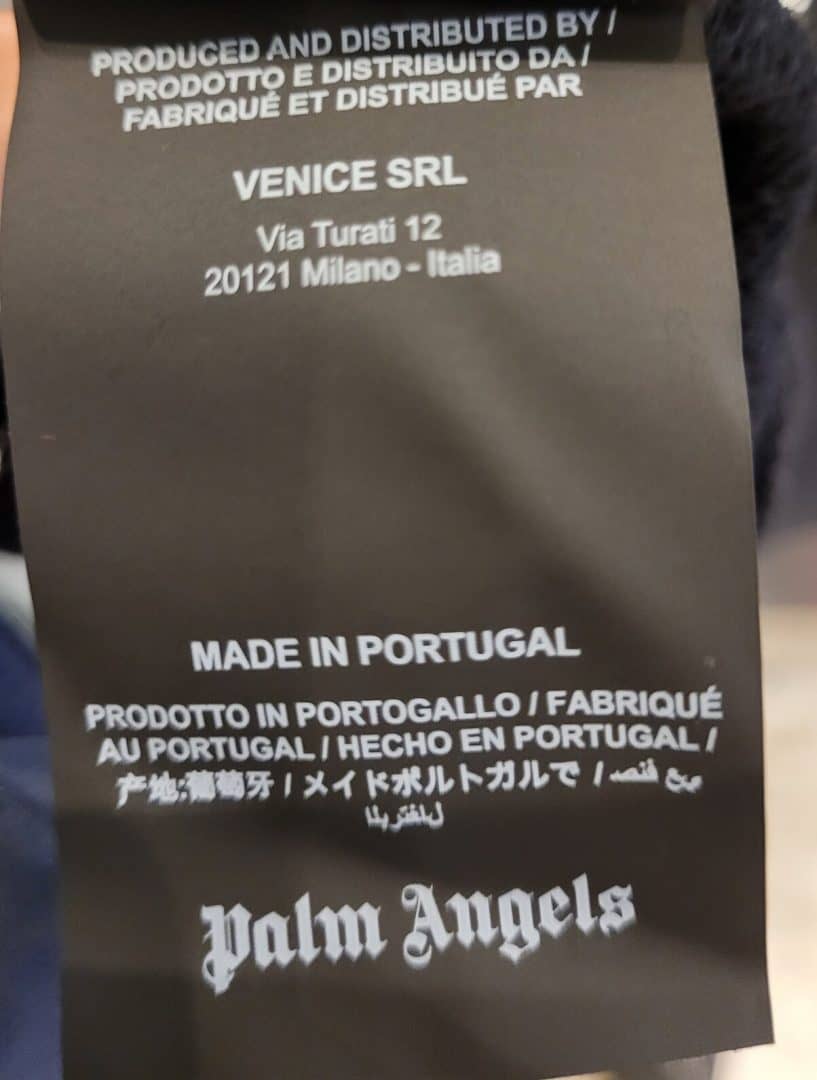 PRODUCED AND DISTRIBUTED BY /
PRODOTTO E DISTRIBUITO DA /
FABRIQUÉ ET DISTRIBUÉ PAR
VENICE SRL
Via Turati 12
20121 Milano - Italia
MADE IN PORTUGAL
PRODOTTO IN PORTOGALLO / FABRIQUÉ
AU PORTUGAL / HECHO EN PORTUGAL /
产地:葡萄牙 / メイドポルトガルで /
Palm Angels